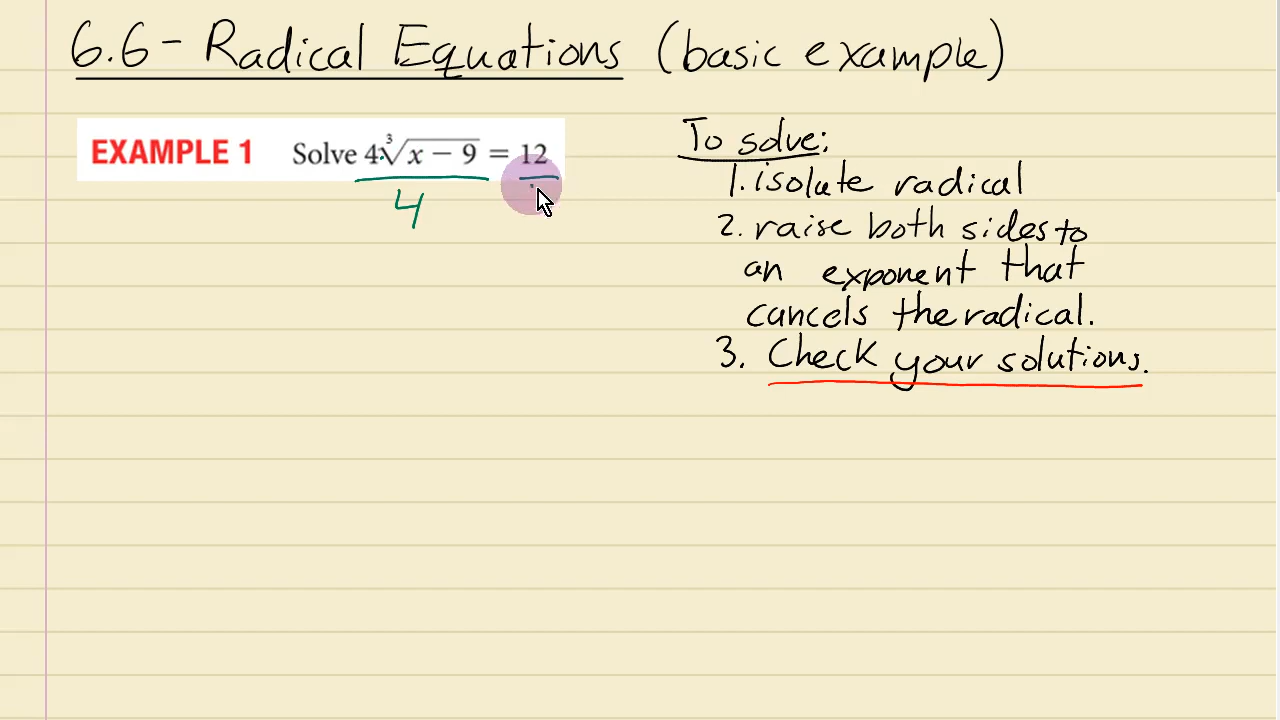 6.6 - Radical Equations (basic example)
EXAMPLE 1 Solve 4∛(x − 9) = 12
4
To solve:
1. isolate radical
2. raise both sides to
an exponent that
cancels the radical.
3. Check your solutions.